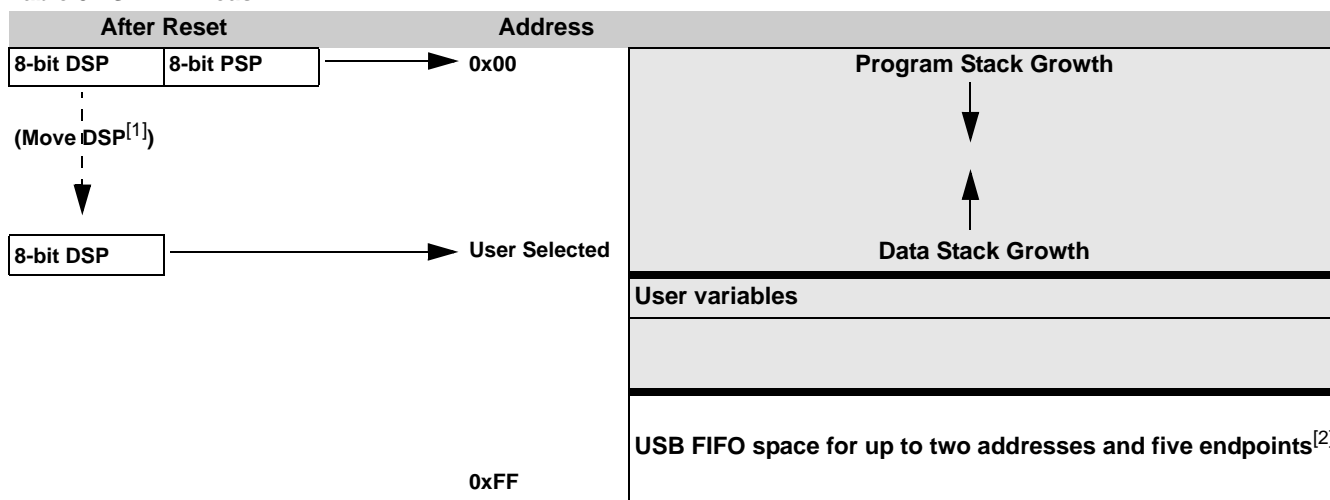 After Reset Address
8-bit DSP 8-bit PSP 0x00 Program Stack Growth
(Move DSP[1])
8-bit DSP User Selected Data Stack Growth
User variables
USB FIFO space for up to two addresses and five endpoints[2]
0xFF